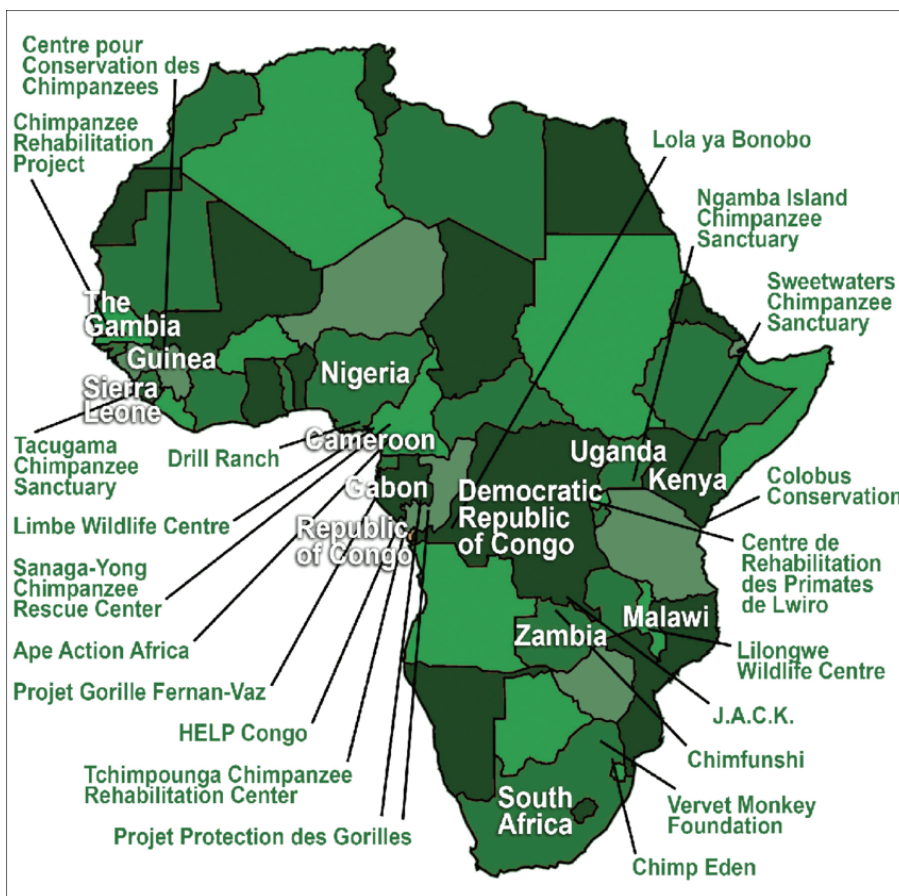 Centre pour
Conservation des
Chimpanzees
Chimpanzee
Rehabilitation
Project
Lola ya Bonobo
Ngamba Island
Chimpanzee
Sanctuary
Sweetwaters
Chimpanzee
Sanctuary
The
Gambia
Guinea
Sierra
Leone
Nigeria
Cameroon
Gabon
Republic
of Congo
Democratic
Republic
of Congo
Uganda
Kenya
Malawi
Zambia
South
Africa
Tacugama
Chimpanzee
Sanctuary
Drill Ranch
Limbe Wildlife Centre
Sanaga-Yong
Chimpanzee
Rescue Center
Ape Action Africa
Projet Gorille Fernan-Vaz
HELP Congo
Tchimpounga Chimpanzee
Rehabilitation Center
Projet Protection des Gorilles
Colobus
Conservation
Centre de
Rehabilitation
des Primates
de Lwiro
Lilongwe
Wildlife Centre
J.A.C.K.
Chimfunshi
Vervet Monkey
Foundation
Chimp Eden